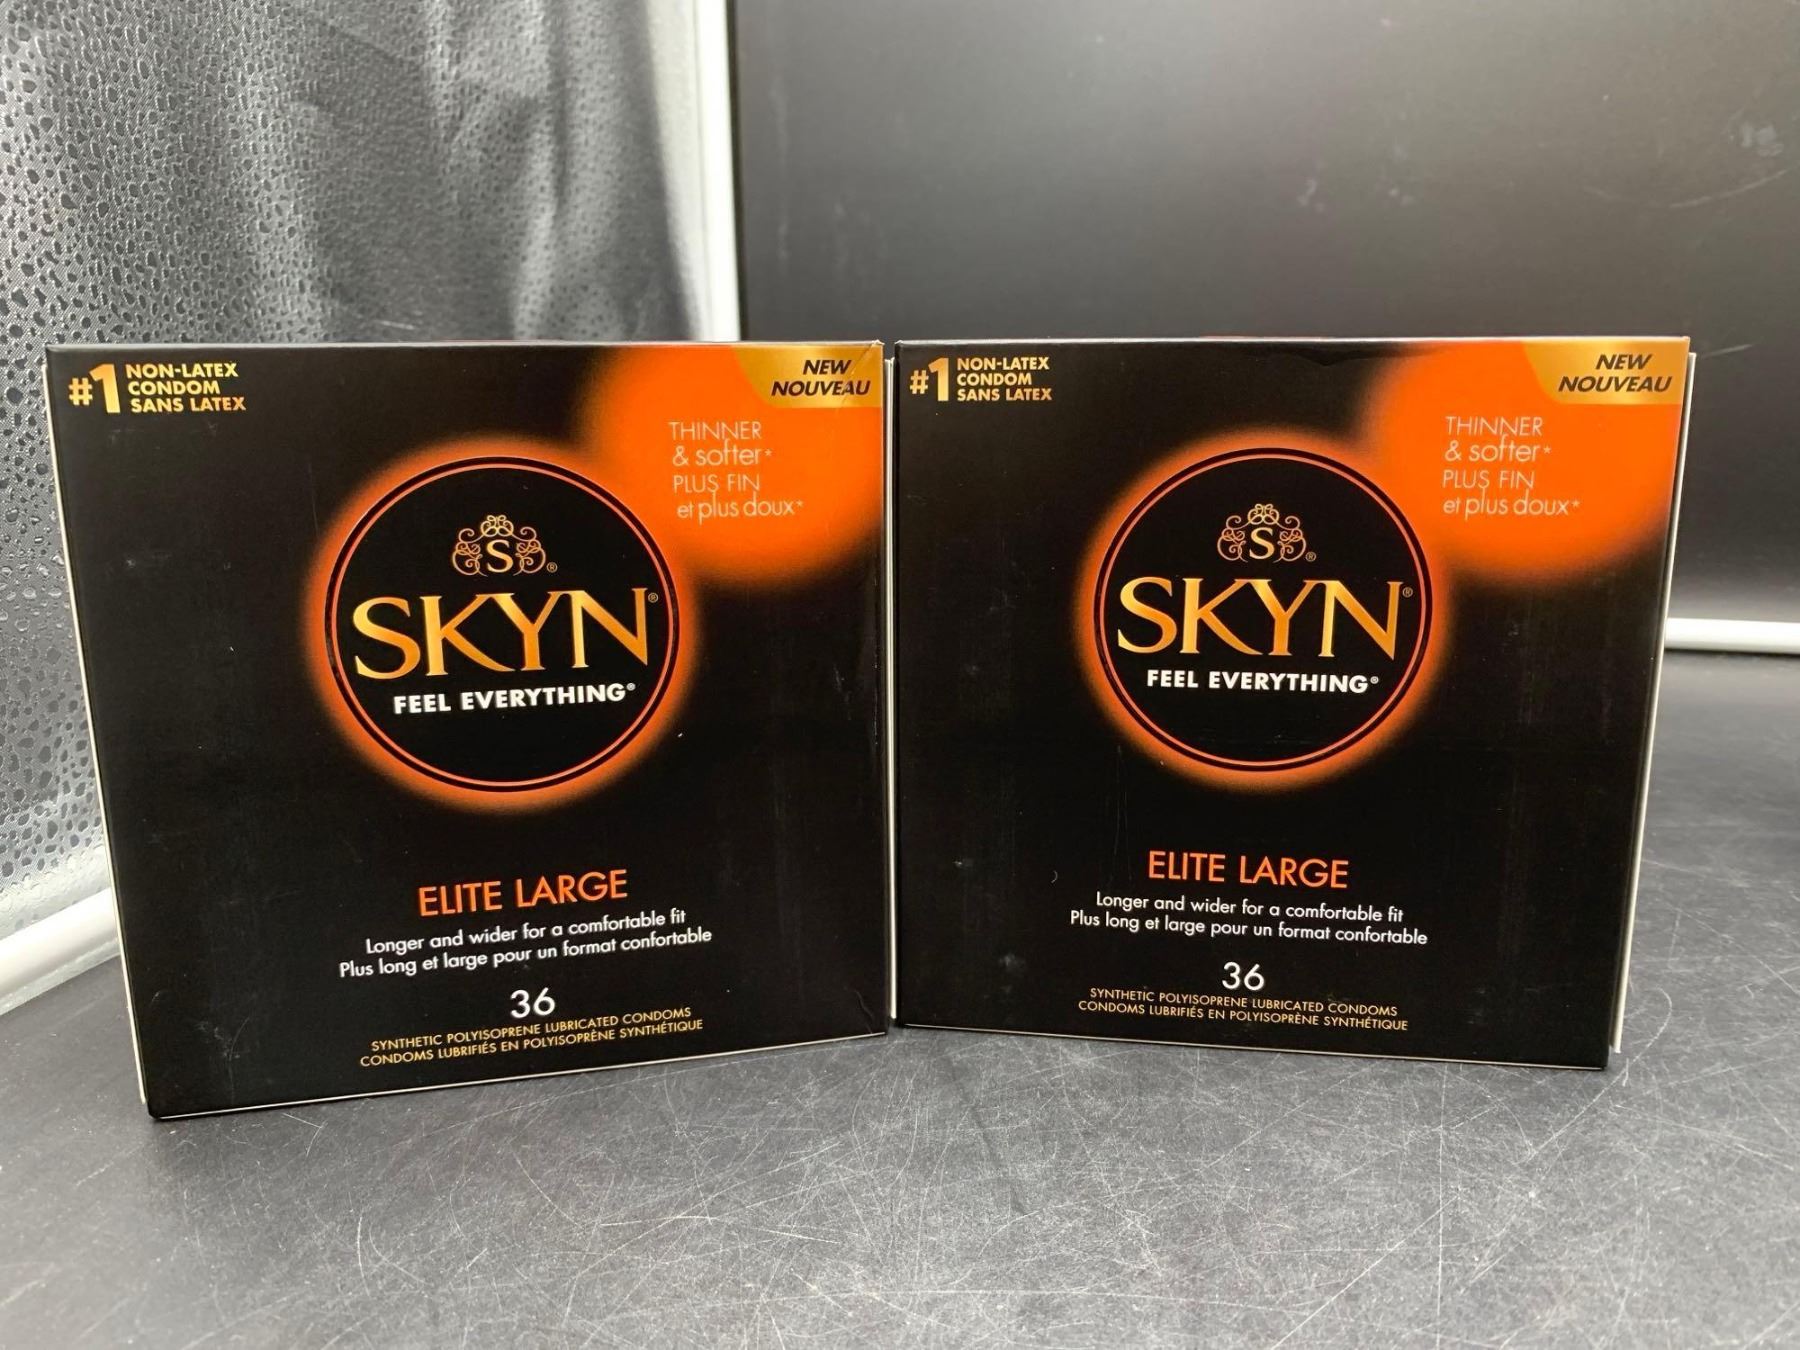 #1 NON-LATEX
CONDOM
SANS LATEX
NEW
NOUVEAU
THINNER
& softer*
PLUS FIN
et plus doux*
S®
SKYN®
FEEL EVERYTHING®
ELITE LARGE
Longer and wider for a comfortable fit
Plus long et large pour un format confortable
36
SYNTHETIC POLYISOPRENE LUBRICATED CONDOMS
CONDOMS LUBRIFIÉS EN POLYISOPRÈNE SYNTHÉTIQUE
#1 NON-LATEX
CONDOM
SANS LATEX
NEW
NOUVEAU
THINNER
& softer*
PLUS FIN
et plus doux*
S®
SKYN®
FEEL EVERYTHING®
ELITE LARGE
Longer and wider for a comfortable fit
Plus long et large pour un format confortable
36
SYNTHETIC POLYISOPRENE LUBRICATED CONDOMS
CONDOMS LUBRIFIÉS EN POLYISOPRÈNE SYNTHÉTIQUE